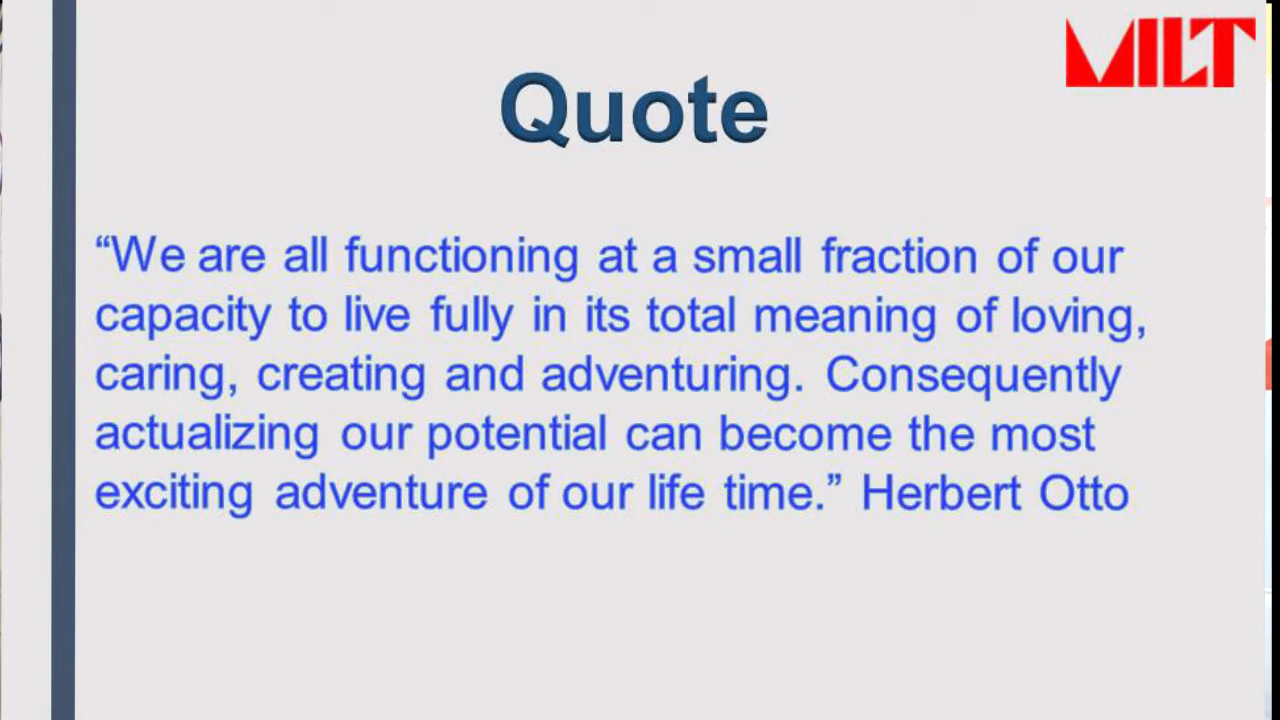 MILT
Quote
“We are all functioning at a small fraction of our
capacity to live fully in its total meaning of loving,
caring, creating and adventuring. Consequently
actualizing our potential can become the most
exciting adventure of our life time.” Herbert Otto